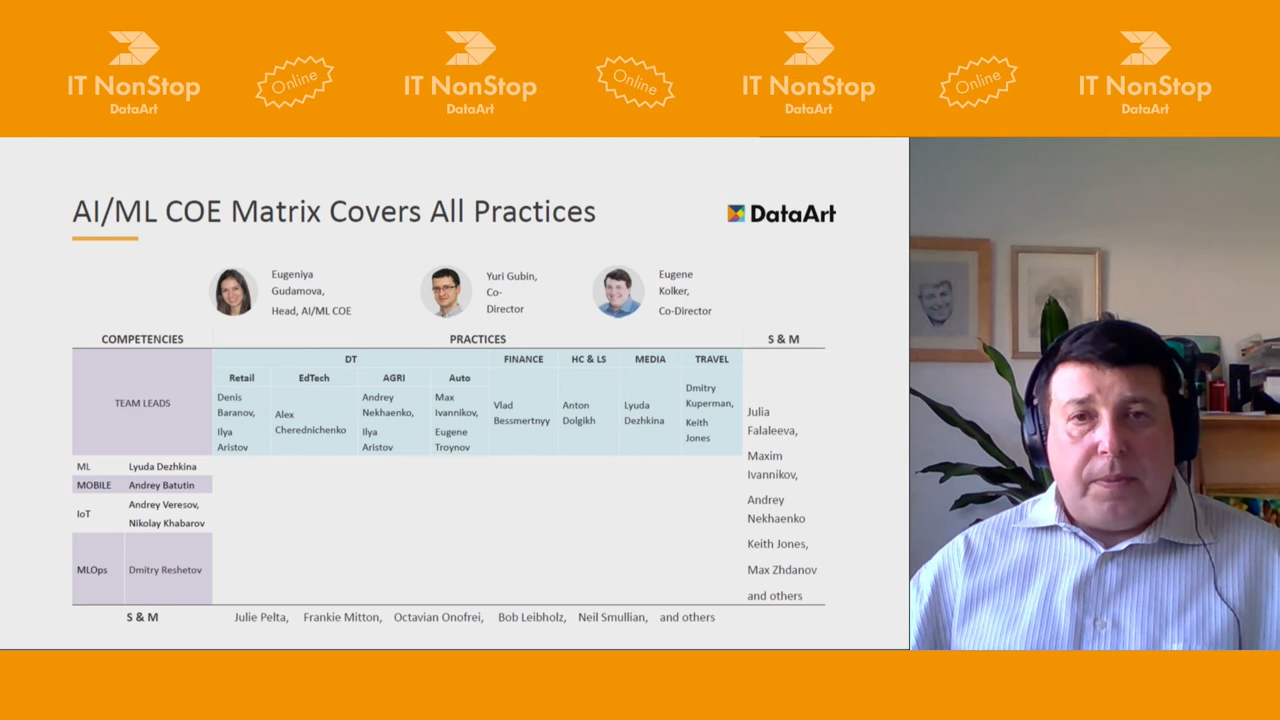 IT NonStop
DataArt
Online
IT NonStop
DataArt
Online
IT NonStop
DataArt
Online
IT NonStop
DataArt
AI/ML COE Matrix Covers All Practices
DataArt
Eugeniya
Gudamova,
Head, AI/ML COE
Yuri Gubin,
Co-
Director
Eugene
Kolker,
Co-Director
COMPETENCIES
PRACTICES
S & M
TEAM LEADS
DT
FINANCE
HC & LS
MEDIA
TRAVEL
Retail
EdTech
AGRI
Auto
Denis
Baranov,
Ilya
Aristov
Alex
Cherednichenko
Andrey
Nekhaenko,
Ilya
Aristov
Max
Ivannikov,
Eugene
Troynov
Vlad
Bessmertnyy
Anton
Dolgikh
Lyuda
Dezhkina
Dmitry
Kuperman,
Keith
Jones
Julia
Falaleeva,
Maxim
Ivannikov,
Andrey
Nekhaenko
Keith Jones,
Max Zhdanov
and others
ML Lyuda Dezhkina
MOBILE Andrey Batutin
IoT
Andrey Veresov,
Nikolay Khabarov
MLOps Dmitry Reshetov
S & M Julie Pelta, Frankie Mitton, Octavian Onofrei, Bob Leibholz, Neil Smullian, and others